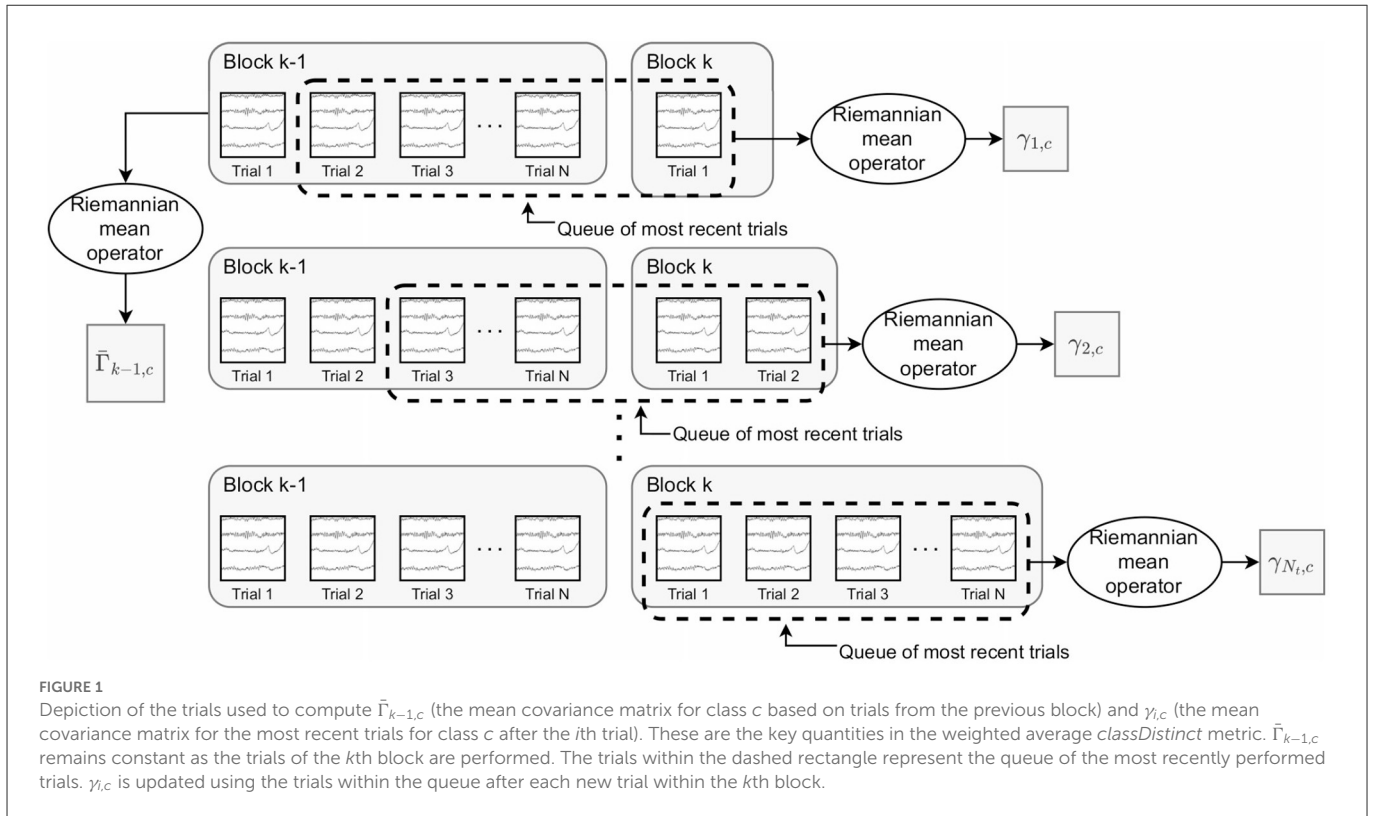 Block k-1
Block k
Trial 1
Trial 2
Trial 3
. . .
Trial N
Trial 1
Riemannian
mean
operator
γ1,c
Queue of most recent trials
Riemannian
mean
operator
Γ̄k−1,c
Block k-1
Block k
Trial 1
Trial 2
Trial 3
. . .
Trial N
Trial 1
Trial 2
Riemannian
mean
operator
γ2,c
Queue of most recent trials
Block k-1
Block k
Trial 1
Trial 2
Trial 3
. . .
Trial N
Trial 1
Trial 2
Trial 3
. . .
Trial N
Riemannian
mean
operator
γNt,c
Queue of most recent trials
FIGURE 1
Depiction of the trials used to compute Γ̄k−1,c (the mean covariance matrix for class c based on trials from the previous block) and γi,c (the mean
covariance matrix for the most recent trials for class c after the ith trial). These are the key quantities in the weighted average classDistinct metric. Γ̄k−1,c
remains constant as the trials of the kth block are performed. The trials within the dashed rectangle represent the queue of the most recently performed
trials. γi,c is updated using the trials within the queue after each new trial within the kth block.